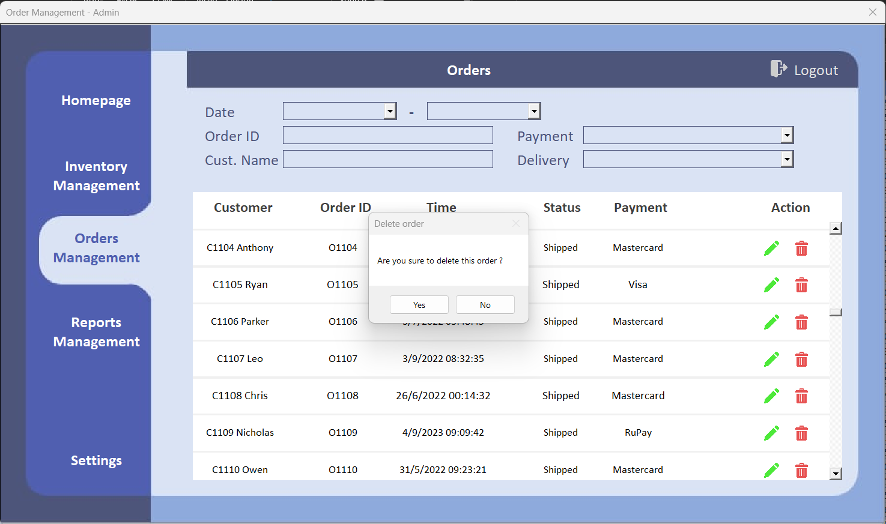 Order Management - Admin
Homepage
Inventory
Management
Orders
Management
Reports
Management
Settings
Orders
Logout
Date -
Order ID
Payment
Cust. Name
Delivery
Customer Order ID Time Status Payment Action
C1104 Anthony O1104 Shipped Mastercard
C1105 Ryan O1105 Shipped Visa
C1106 Parker O1106 Shipped Mastercard
C1107 Leo O1107 3/9/2022 08:32:35 Shipped Mastercard
C1108 Chris O1108 26/6/2022 00:14:32 Shipped Mastercard
C1109 Nicholas O1109 4/9/2023 09:09:42 Shipped RuPay
C1110 Owen O1110 31/5/2022 09:23:21 Shipped Mastercard
Delete order
Are you sure to delete this order ?
Yes No